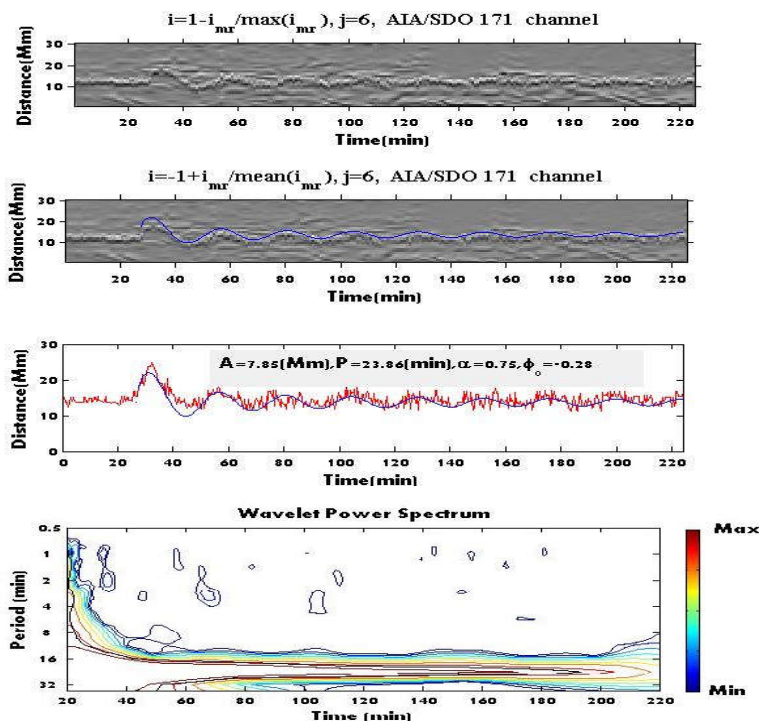 i=1-i_mr/max(i_mr), j=6, AIA/SDO 171 channel
30
20
10
Distance(Mm)
20 40 60 80 100 120 140 160 180 200 220
Time(min)
i=-1+i_mr/mean(i_mr), j=6, AIA/SDO 171 channel
30
20
10
Distance(Mm)
20 40 60 80 100 120 140 160 180 200 220
Time(min)
30
20
10
0
Distance(Mm)
A=7.85(Mm),P=23.86(min),α=0.75,ϕ_o=-0.28
0 20 40 60 80 100 120 140 160 180 200 220
Time(min)
Wavelet Power Spectrum
0.5
1
2
4
8
16
32
Period (min)
20 40 60 80 100 120 140 160 180 200 220
Time (min)
Max
Min